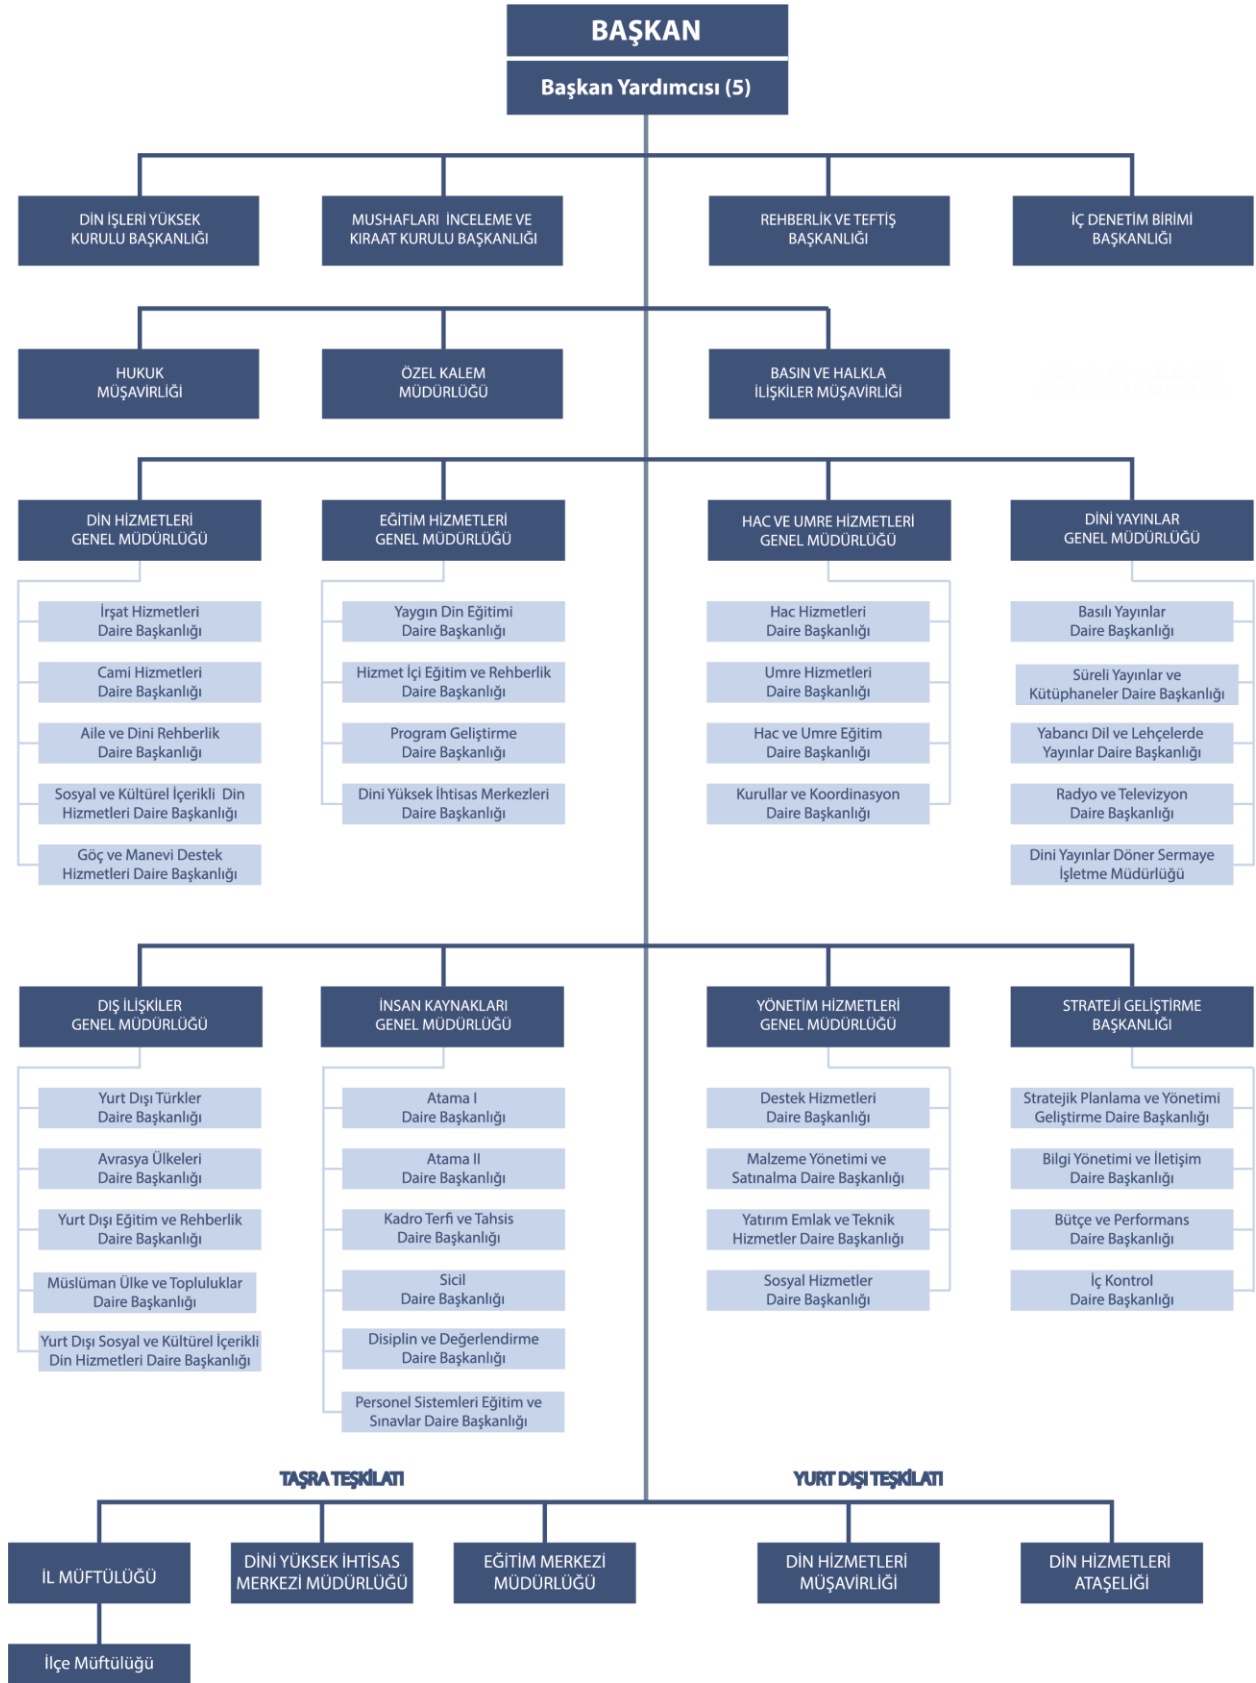 BAŞKAN
Başkan Yardımcısı (5)
DİN İŞLERİ YÜKSEK
KURULU BAŞKANLIĞI
MUSHAFLARI İNCELEME VE
KIRAAT KURULU BAŞKANLIĞI
REHBERLİK VE TEFTİŞ
BAŞKANLIĞI
İÇ DENETİM BİRİMİ
BAŞKANLIĞI
HUKUK
MÜŞAVİRLİĞİ
ÖZEL KALEM
MÜDÜRLÜĞÜ
BASIN VE HALKLA
İLİŞKİLER MÜŞAVİRLİĞİ
DİN HİZMETLERİ
GENEL MÜDÜRLÜĞÜ
İrşat Hizmetleri
Daire Başkanlığı
Cami Hizmetleri
Daire Başkanlığı
Aile ve Dini Rehberlik
Daire Başkanlığı
Sosyal ve Kültürel İçerikli Din
Hizmetleri Daire Başkanlığı
Göç ve Manevi Destek
Hizmetleri Daire Başkanlığı
EĞİTİM HİZMETLERİ
GENEL MÜDÜRLÜĞÜ
Yaygın Din Eğitimi
Daire Başkanlığı
Hizmet İçi Eğitim ve Rehberlik
Daire Başkanlığı
Program Geliştirme
Daire Başkanlığı
Dini Yüksek İhtisas Merkezleri
Daire Başkanlığı
HAC VE UMRE HİZMETLERİ
GENEL MÜDÜRLÜĞÜ
Hac Hizmetleri
Daire Başkanlığı
Umre Hizmetleri
Daire Başkanlığı
Hac ve Umre Eğitim
Daire Başkanlığı
Kurullar ve Koordinasyon
Daire Başkanlığı
DİNİ YAYINLAR
GENEL MÜDÜRLÜĞÜ
Basılı Yayınlar
Daire Başkanlığı
Süreli Yayınlar ve
Kütüphaneler Daire Başkanlığı
Yabancı Dil ve Lehçelerde
Yayınlar Daire Başkanlığı
Radyo ve Televizyon
Daire Başkanlığı
Dini Yayınlar Döner Sermaye
İşletme Müdürlüğü
DIŞ İLİŞKİLER
GENEL MÜDÜRLÜĞÜ
Yurt Dışı Türkler
Daire Başkanlığı
Avrasya Ülkeleri
Daire Başkanlığı
Yurt Dışı Eğitim ve Rehberlik
Daire Başkanlığı
Müslüman Ülke ve Topluluklar
Daire Başkanlığı
Yurt Dışı Sosyal ve Kültürel İçerikli
Din Hizmetleri Daire Başkanlığı
İNSAN KAYNAKLARI
GENEL MÜDÜRLÜĞÜ
Atama I
Daire Başkanlığı
Atama II
Daire Başkanlığı
Kadro Terfi ve Tahsis
Daire Başkanlığı
Sicil
Daire Başkanlığı
Disiplin ve Değerlendirme
Daire Başkanlığı
Personel Sistemleri Eğitim ve
Sınavlar Daire Başkanlığı
YÖNETİM HİZMETLERİ
GENEL MÜDÜRLÜĞÜ
Destek Hizmetleri
Daire Başkanlığı
Malzeme Yönetimi ve
Satınalma Daire Başkanlığı
Yatırım Emlak ve Teknik
Hizmetler Daire Başkanlığı
Sosyal Hizmetler
Daire Başkanlığı
STRATEJİ GELİŞTİRME
BAŞKANLIĞI
Stratejik Planlama ve Yönetimi
Geliştirme Daire Başkanlığı
Bilgi Yönetimi ve İletişim
Daire Başkanlığı
Bütçe ve Performans
Daire Başkanlığı
İç Kontrol
Daire Başkanlığı
TAŞRA TEŞKİLATI
YURT DIŞI TEŞKİLATI
İL MÜFTÜLÜĞÜ
DİNİ YÜKSEK İHTİSAS
MERKEZİ MÜDÜRLÜĞÜ
EĞİTİM MERKEZİ
MÜDÜRLÜĞÜ
DİN HİZMETLERİ
MÜŞAVİRLİĞİ
DİN HİZMETLERİ
ATAŞELİĞİ
İlçe Müftülüğü